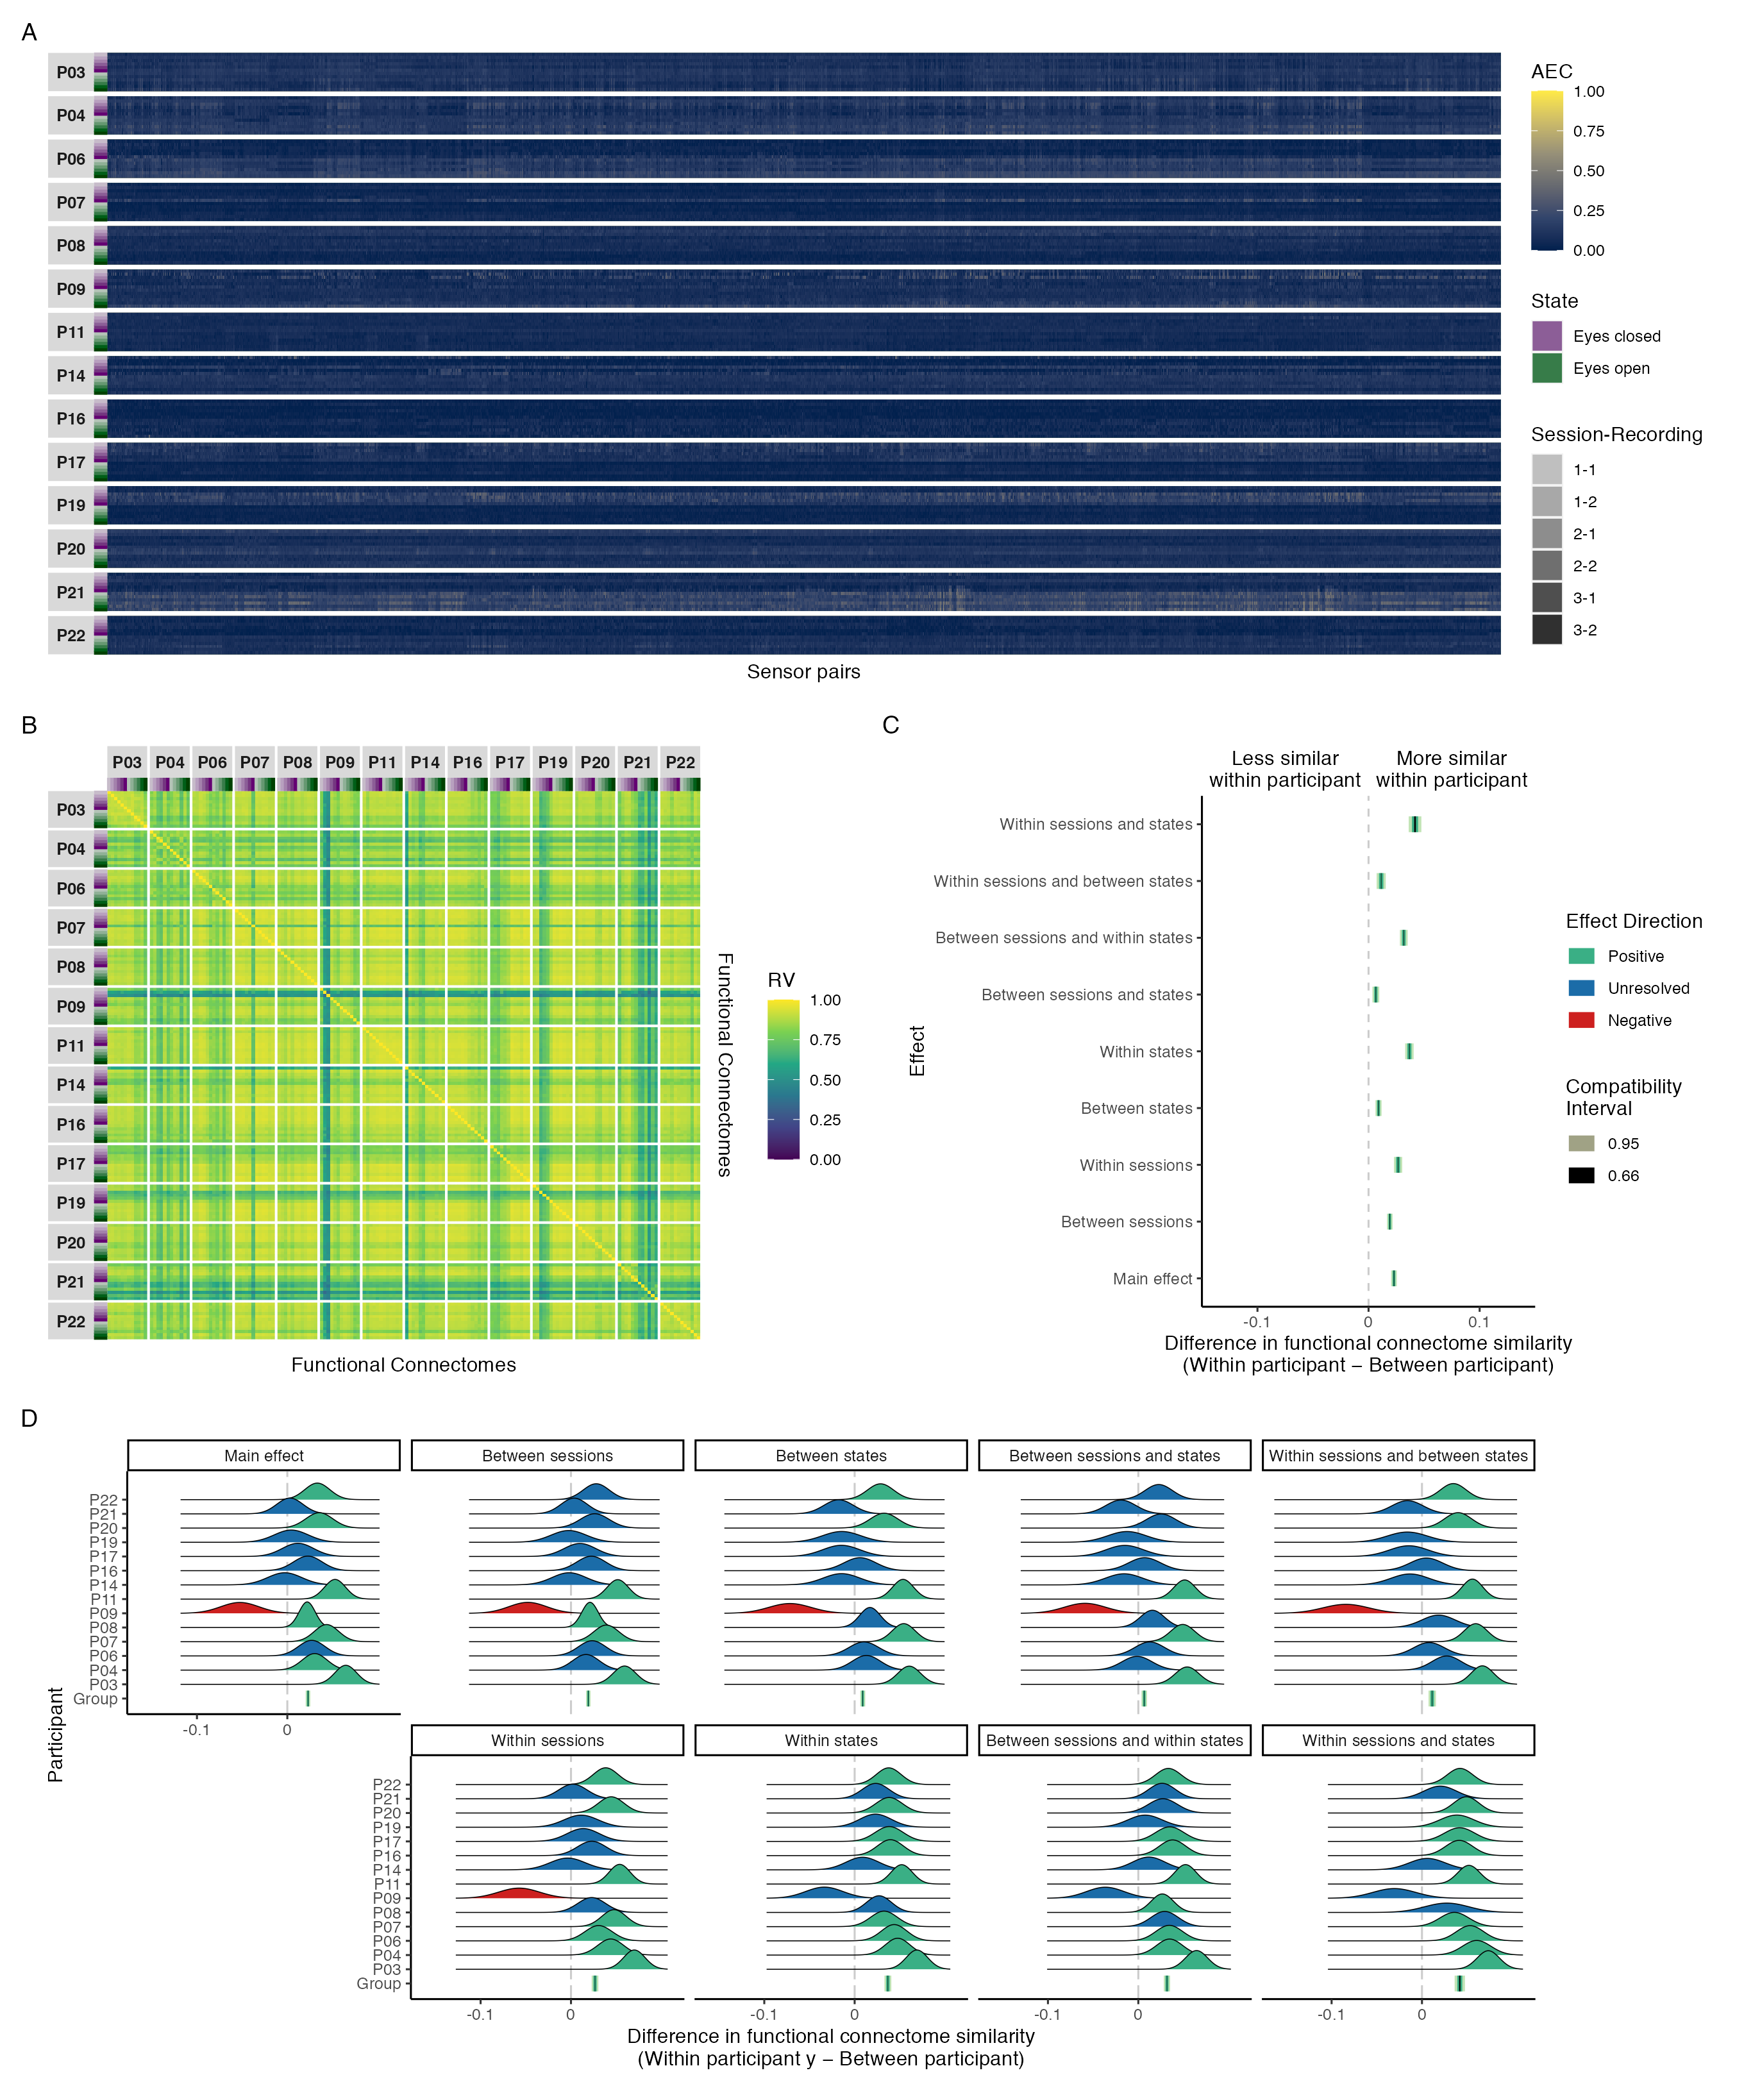 A
P03
P04
P06
P07
P08
P09
P11
P14
P16
P17
P19
P20
P21
P22
Sensor pairs
AEC
1.00
0.75
0.50
0.25
0.00
State
Eyes closed
Eyes open
Session-Recording
1-1
1-2
2-1
2-2
3-1
3-2
B
P03 P04 P06 P07 P08 P09 P11 P14 P16 P17 P19 P20 P21 P22
P03
P04
P06
P07
P08
P09
P11
P14
P16
P17
P19
P20
P21
P22
Functional Connectomes
Functional Connectomes
RV
1.00
0.75
0.50
0.25
0.00
C
Less similar
within participant
More similar
within participant
Effect
Within sessions and states
Within sessions and between states
Between sessions and within states
Between sessions and states
Within states
Between states
Within sessions
Between sessions
Main effect
-0.1 0 0.1
Difference in functional connectome similarity
(Within participant – Between participant)
Effect Direction
Positive
Unresolved
Negative
Compatibility
Interval
0.95
0.66
D
Main effect
Between sessions
Between states
Between sessions and states
Within sessions and between states
Participant
P22
P21
P20
P19
P17
P16
P14
P11
P09
P08
P07
P06
P04
P03
Group
-0.1 0
Within sessions
Within states
Between sessions and within states
Within sessions and states
P22
P21
P20
P19
P17
P16
P14
P11
P09
P08
P07
P06
P04
P03
Group
-0.1 0 -0.1 0 -0.1 0 -0.1 0
Difference in functional connectome similarity
(Within participant y – Between participant)